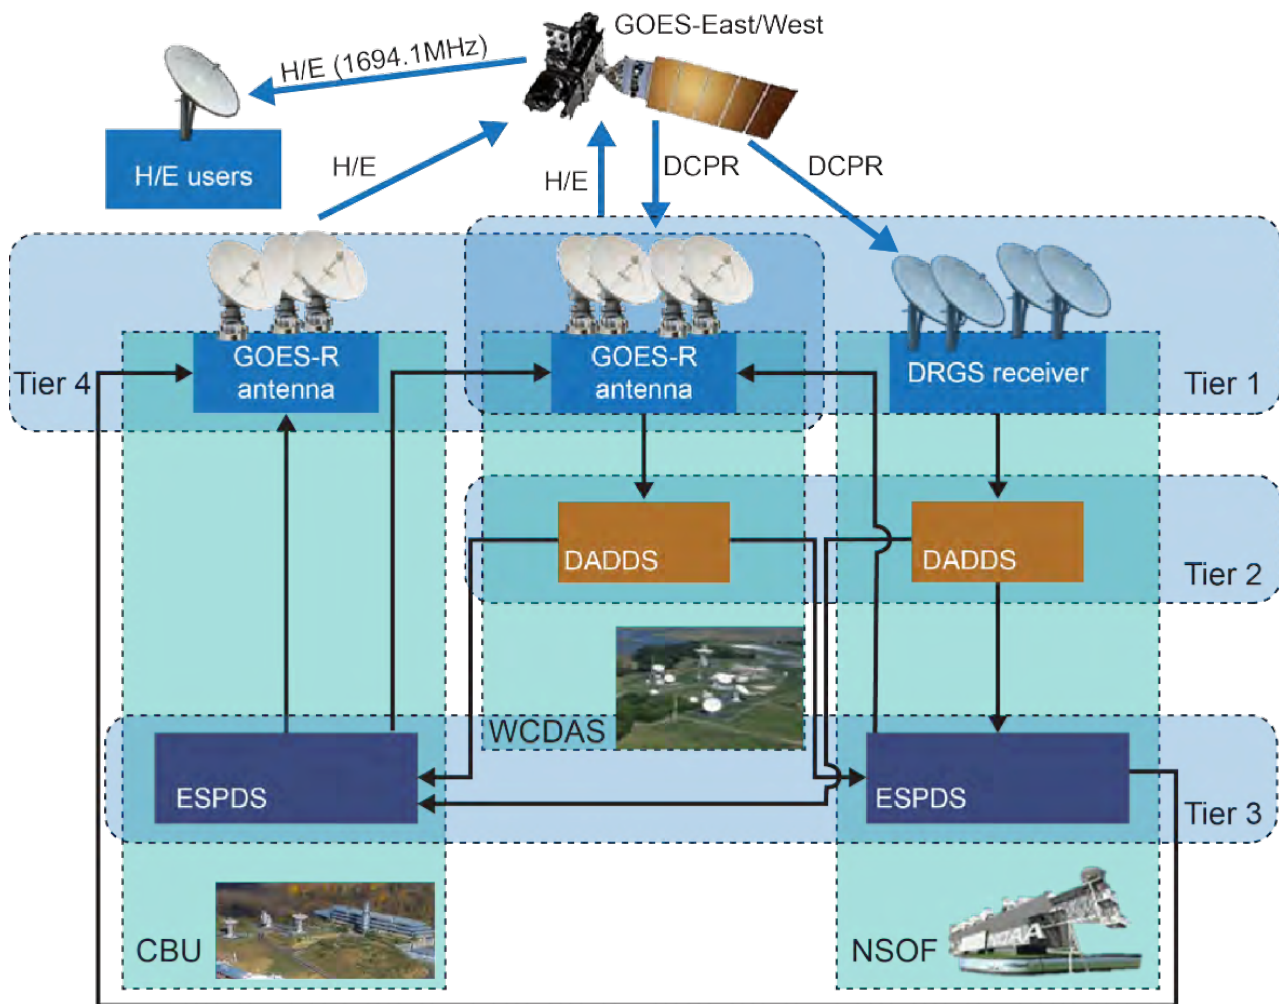 GOES-East/West
H/E (1694.1MHz)
H/E users
H/E
H/E
DCPR
DCPR
Tier 4
GOES-R
antenna
GOES-R
antenna
DRGS receiver
Tier 1
DADDS
DADDS
Tier 2
WCDAS
ESPDS
ESPDS
Tier 3
CBU
NSOF
NOAA